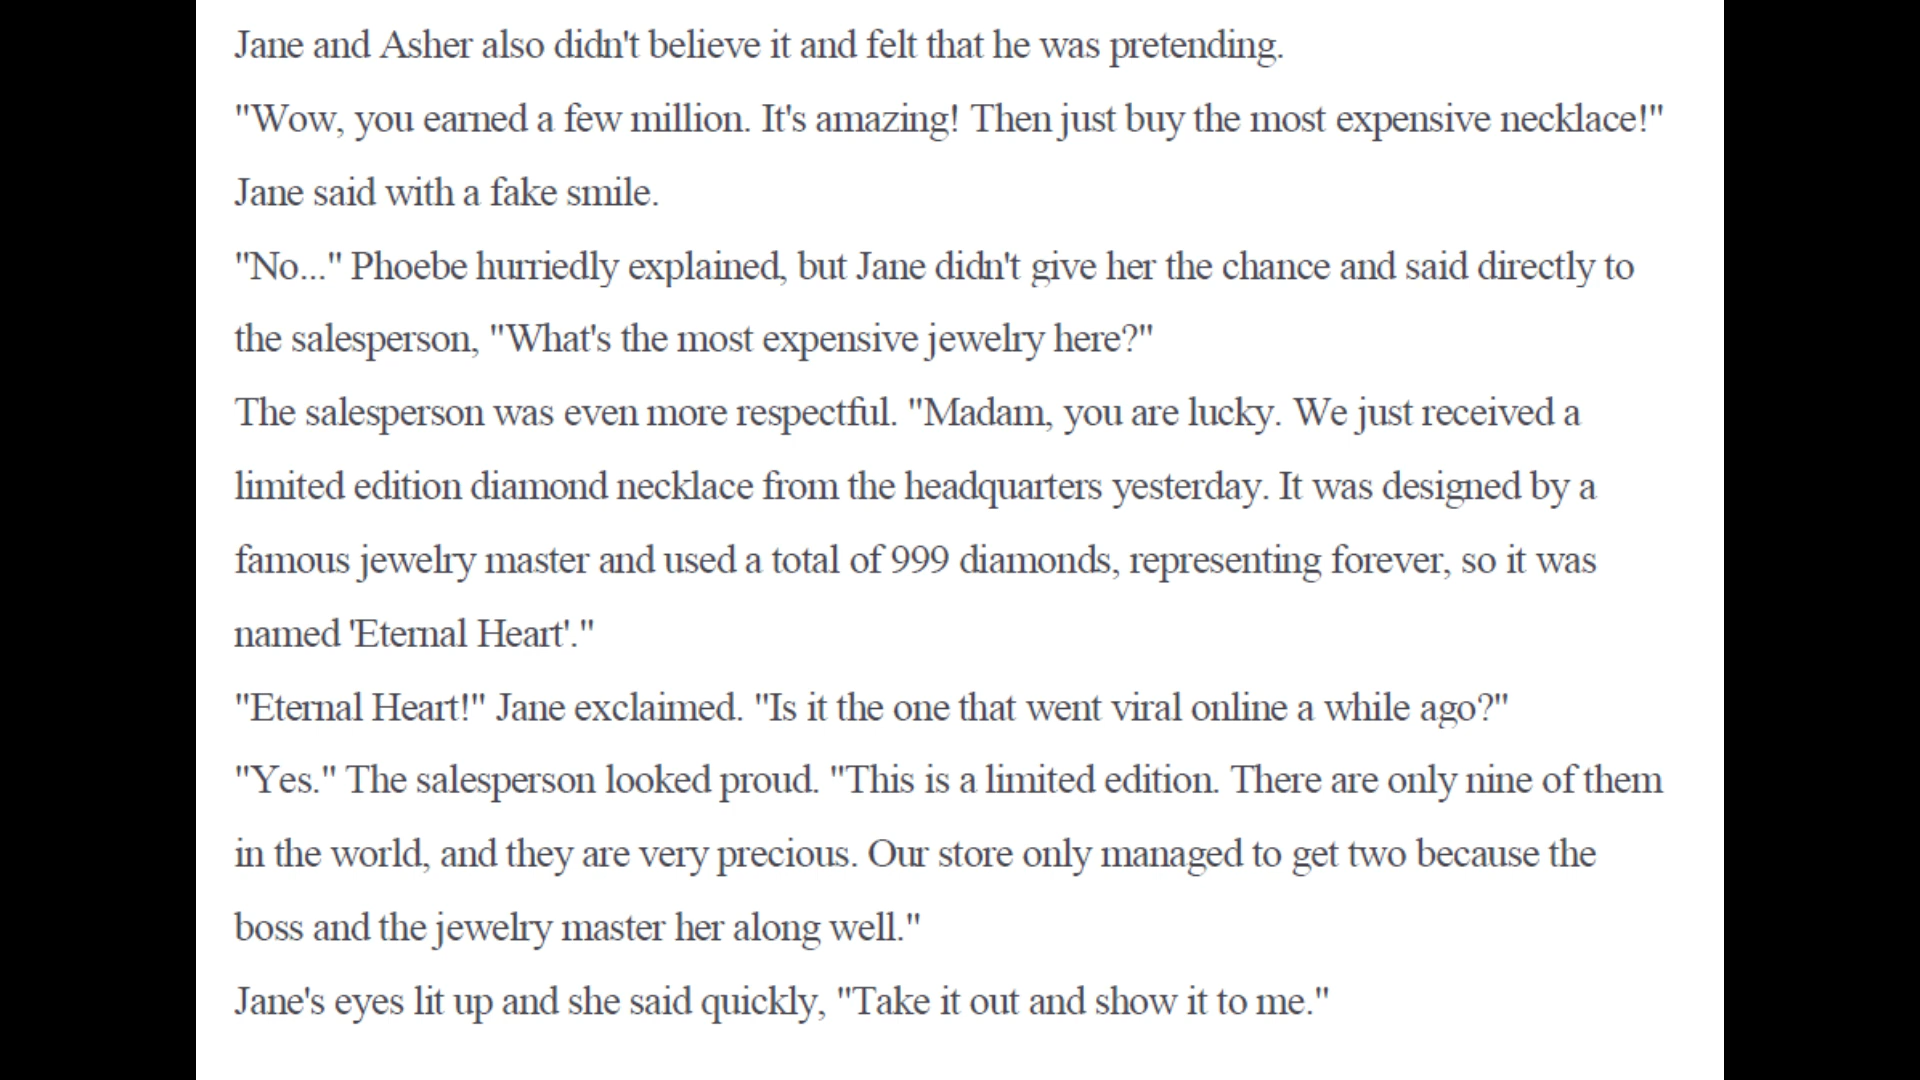 Jane and Asher also didn't believe it and felt that he was pretending.
"Wow, you earned a few million. It's amazing! Then just buy the most expensive necklace!"
Jane said with a fake smile.
"No..." Phoebe hurriedly explained, but Jane didn't give her the chance and said directly to
the salesperson, "What's the most expensive jewelry here?"
The salesperson was even more respectful. "Madam, you are lucky. We just received a
limited edition diamond necklace from the headquarters yesterday. It was designed by a
famous jewelry master and used a total of 999 diamonds, representing forever, so it was
named 'Eternal Heart'."
"Eternal Heart!" Jane exclaimed. "Is it the one that went viral online a while ago?"
"Yes." The salesperson looked proud. "This is a limited edition. There are only nine of them
in the world, and they are very precious. Our store only managed to get two because the
boss and the jewelry master her along well."
Jane's eyes lit up and she said quickly, "Take it out and show it to me."